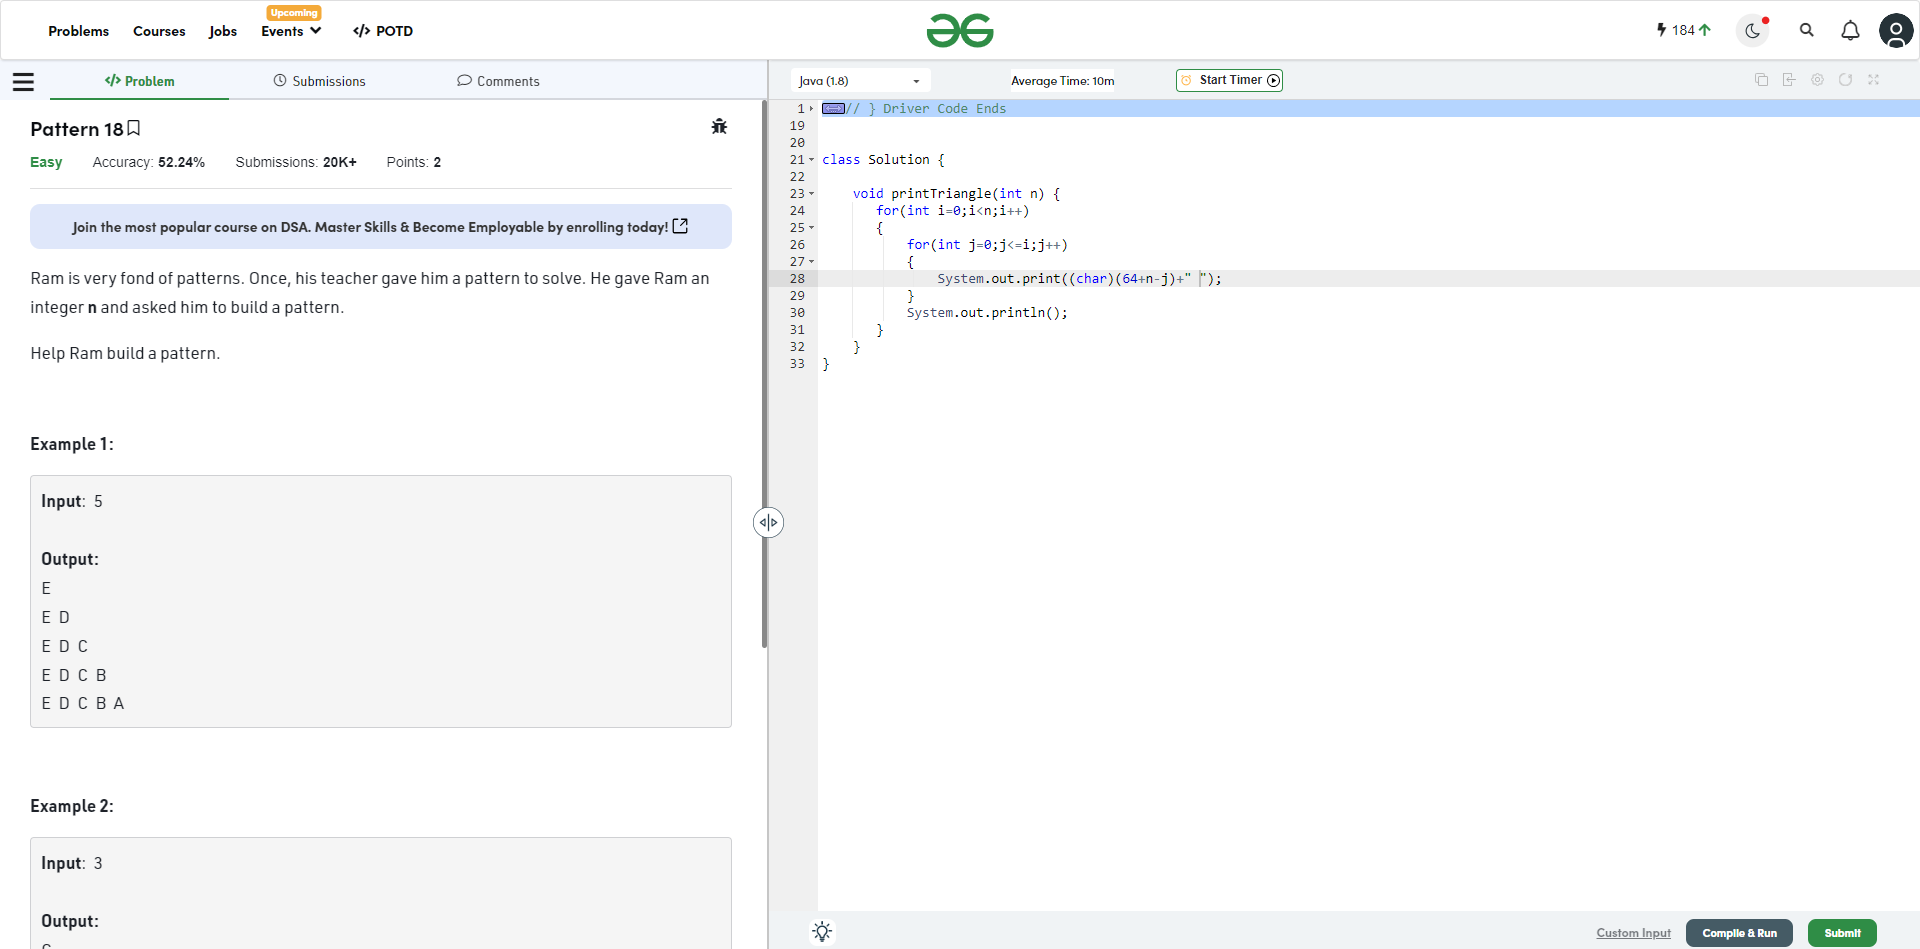 Problems Courses Jobs Upcoming Events </> POTD
184
</> Problem Submissions Comments
Pattern 18
Easy Accuracy: 52.24% Submissions: 20K+ Points: 2
Join the most popular course on DSA. Master Skills & Become Employable by enrolling today!
Ram is very fond of patterns. Once, his teacher gave him a pattern to solve. He gave Ram an
integer n and asked him to build a pattern.
Help Ram build a pattern.
Example 1:
Input: 5
Output:
E
E D
E D C
E D C B
E D C B A
Example 2:
Input: 3
Output:
Java (1.8) Average Time: 10m Start Timer
1 // } Driver Code Ends
19
20
21 class Solution {
22
23 void printTriangle(int n) {
24 for(int i=0;i<n;i++)
25 {
26 for(int j=0;j<=i;j++)
27 {
28 System.out.print((char)(64+n-j)+" ");
29 }
30 System.out.println();
31 }
32 }
33 }
Custom Input Compile & Run Submit